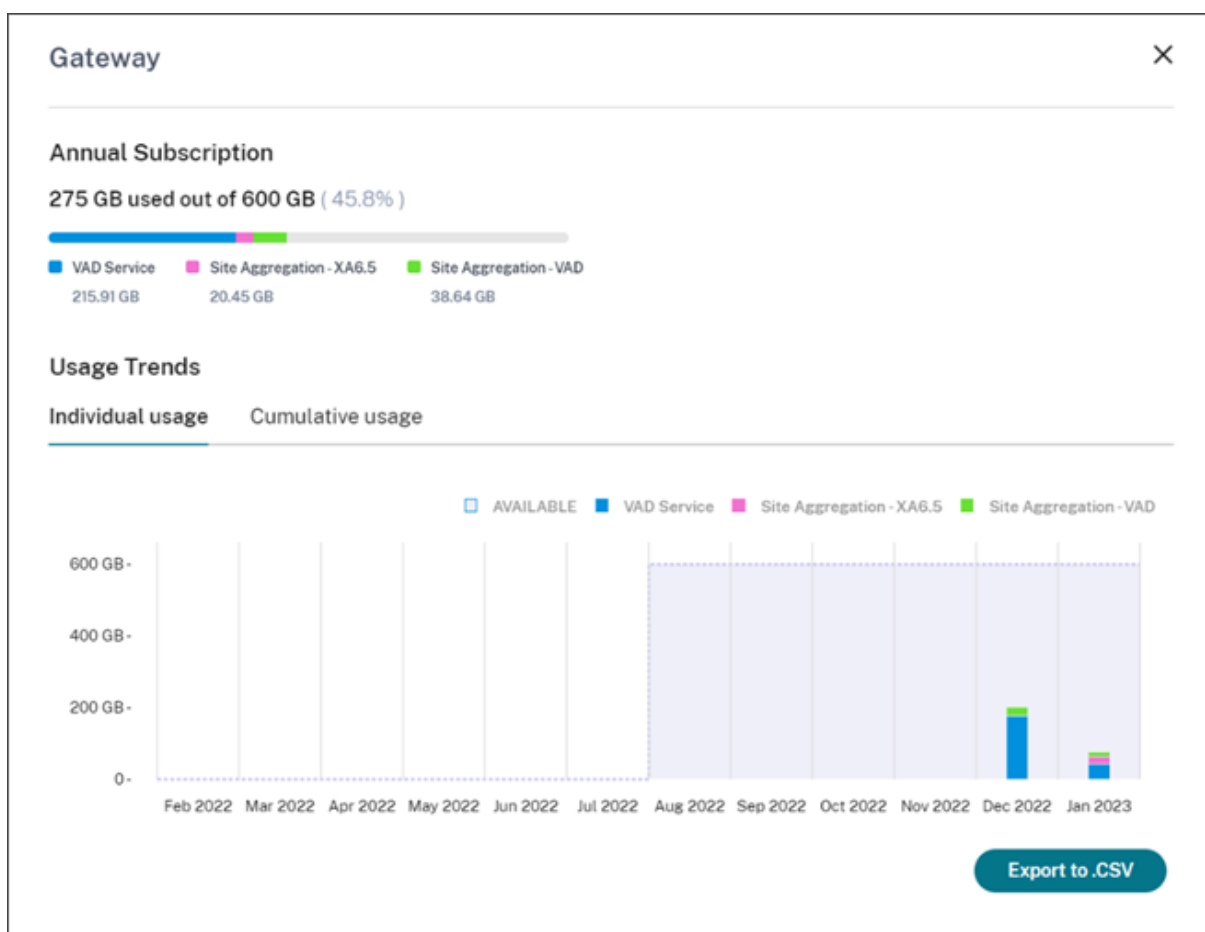 Gateway
Annual Subscription
275 GB used out of 600 GB ( 45.8% )
VAD Service Site Aggregation - XA6.5 Site Aggregation - VAD
215.91 GB 20.45 GB 38.64 GB
Usage Trends
Individual usage Cumulative usage
AVAILABLE VAD Service Site Aggregation - XA6.5 Site Aggregation - VAD
600 GB-
400 GB-
200 GB-
0-
Feb 2022 Mar 2022 Apr 2022 May 2022 Jun 2022 Jul 2022 Aug 2022 Sep 2022 Oct 2022 Nov 2022 Dec 2022 Jan 2023
Export to .CSV